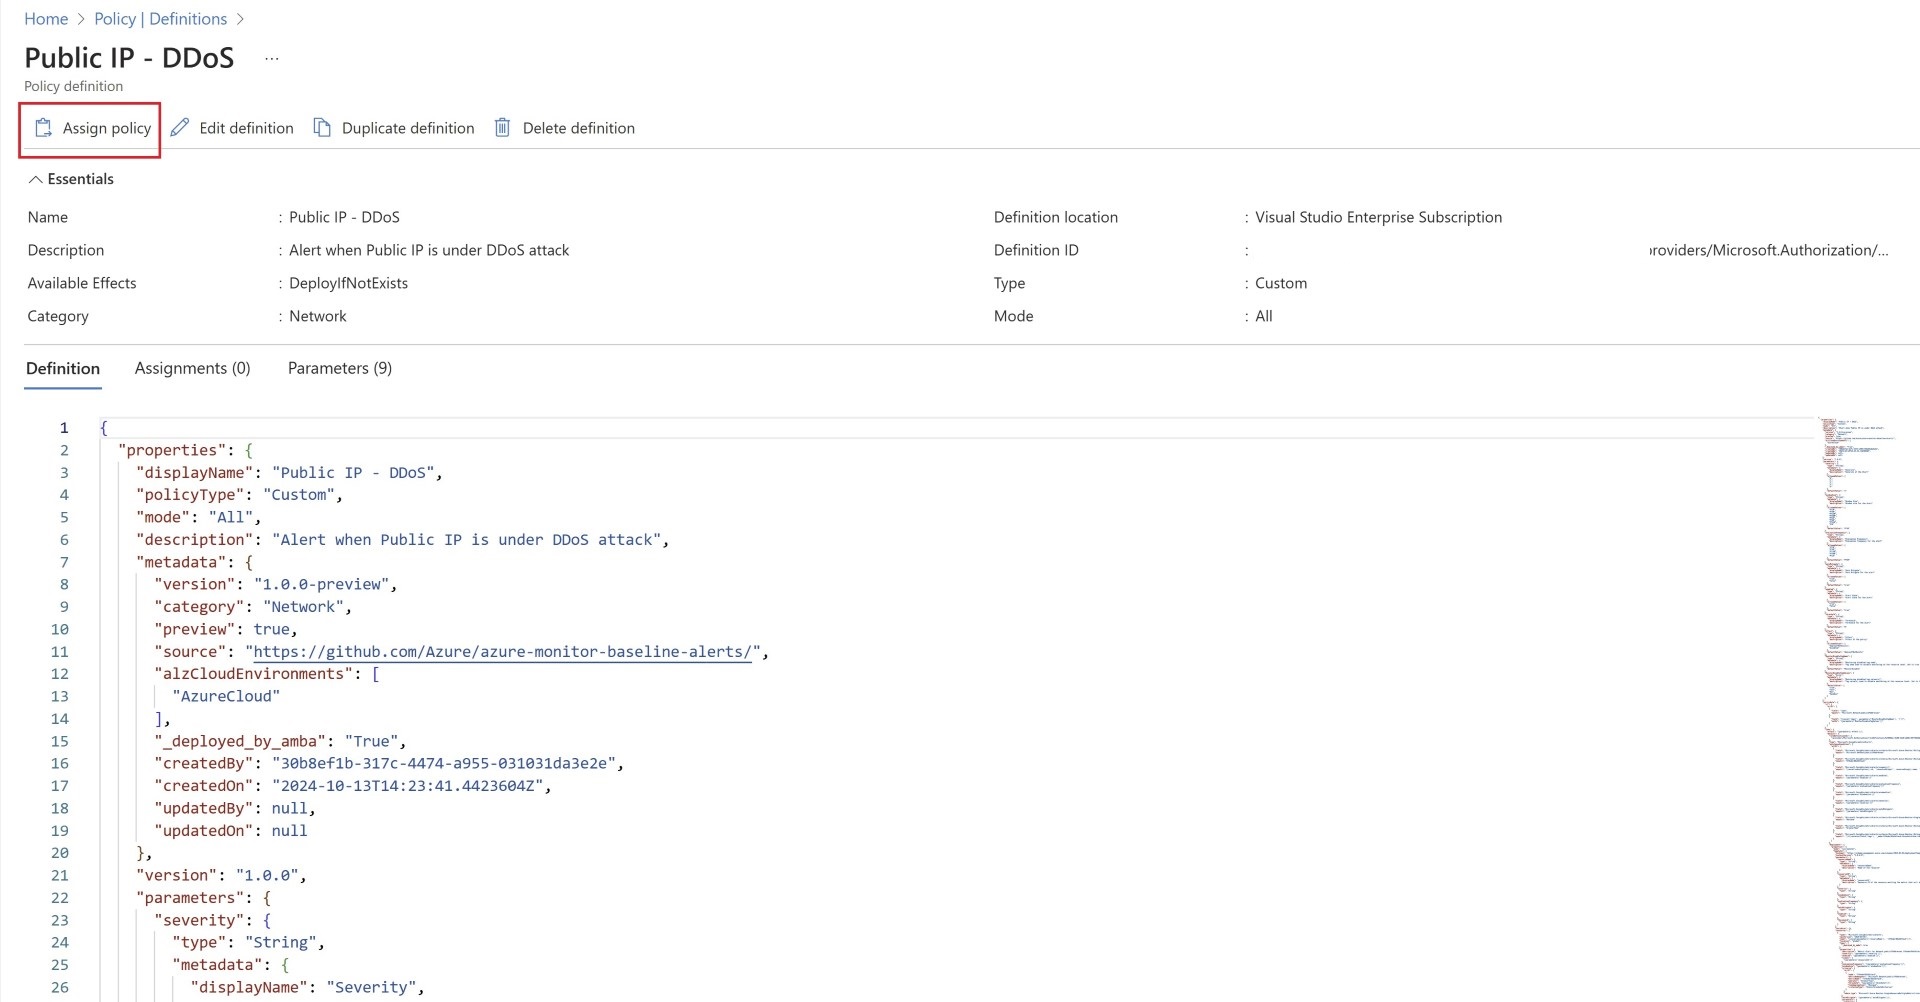 Home > Policy | Definitions >
Public IP - DDoS ...
Policy definition
Assign policy Edit definition Duplicate definition Delete definition
Essentials
Name : Public IP - DDoS Definition location : Visual Studio Enterprise Subscription
Description : Alert when Public IP is under DDoS attack Definition ID : roviders/Microsoft.Authorization/...
Available Effects : DeployIfNotExists Type : Custom
Category : Network Mode : All
Definition Assignments (0) Parameters (9)
1 {
2 "properties": {
3 "displayName": "Public IP - DDoS",
4 "policyType": "Custom",
5 "mode": "All",
6 "description": "Alert when Public IP is under DDoS attack",
7 "metadata": {
8 "version": "1.0.0-preview",
9 "category": "Network",
10 "preview": true,
11 "source": "https://github.com/Azure/azure-monitor-baseline-alerts/",
12 "alzCloudEnvironments": [
13 "AzureCloud"
14 ],
15 "_deployed_by_amba": "True",
16 "createdBy": "30b8ef1b-317c-4474-a955-031031da3e2e",
17 "createdOn": "2024-10-13T14:23:41.4423604Z",
18 "updatedBy": null,
19 "updatedOn": null
20 },
21 "version": "1.0.0",
22 "parameters": {
23 "severity": {
24 "type": "String",
25 "metadata": {
26 "displayName": "Severity",